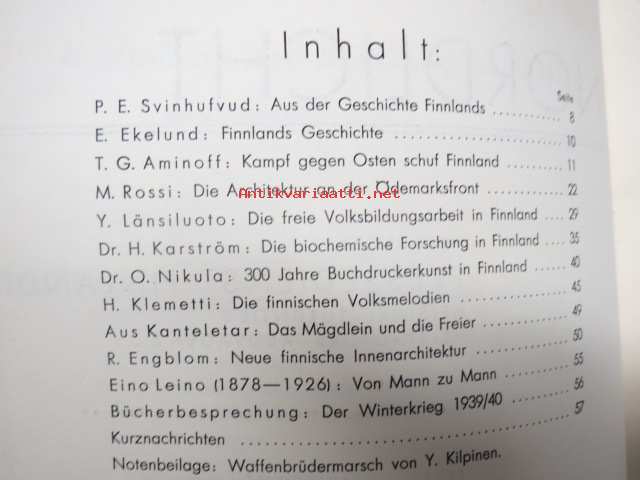 Inhalt:
Seite
P. E. Svinhufvud: Aus der Geschichte Finnlands ............ 8
E. Ekelund: Finnlands Geschichte ........................ 10
T. G. Aminoff: Kampf gegen Osten schuf Finnland ......... 11
M. Rossi: Die Architektur an der Ödemarksfront .......... 22
Antikvariaatti.net
Y. Länsiluoto: Die freie Volksbildungsarbeit in Finnland .... 29
Dr. H. Karström: Die biochemische Forschung in Finnland .... 35
Dr. O. Nikula: 300 Jahre Buchdruckerkunst in Finnland ...... 40
H. Klemetti: Die finnischen Volksmelodien ................ 45
Aus Kanteletar: Das Mägdlein und die Freier .............. 49
R. Engblom: Neue finnische Innenarchitektur .............. 50
Eino Leino (1878—1926): Von Mann zu Mann ............ 55
Bücherbesprechung: Der Winterkrieg 1939/40 ............ 56
Kurznachrichten ........................................ 57
Notenbeilage: Waffenbrüdermarsch von Y. Kilpinen.